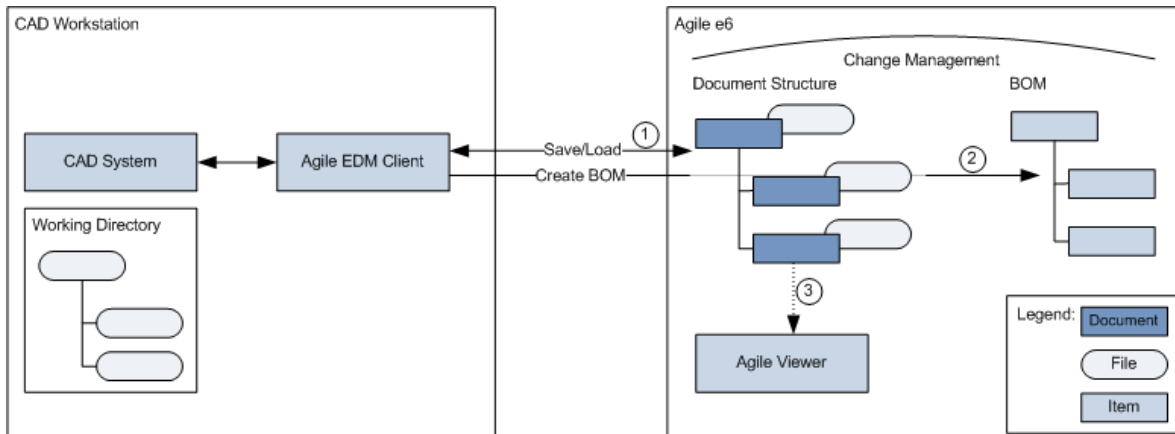 CAD Workstation
CAD System
Agile EDM Client
Working Directory
Save/Load
1
Create BOM
Agile e6
Change Management
Document Structure
BOM
2
3
Agile Viewer
Legend:
Document
File
Item